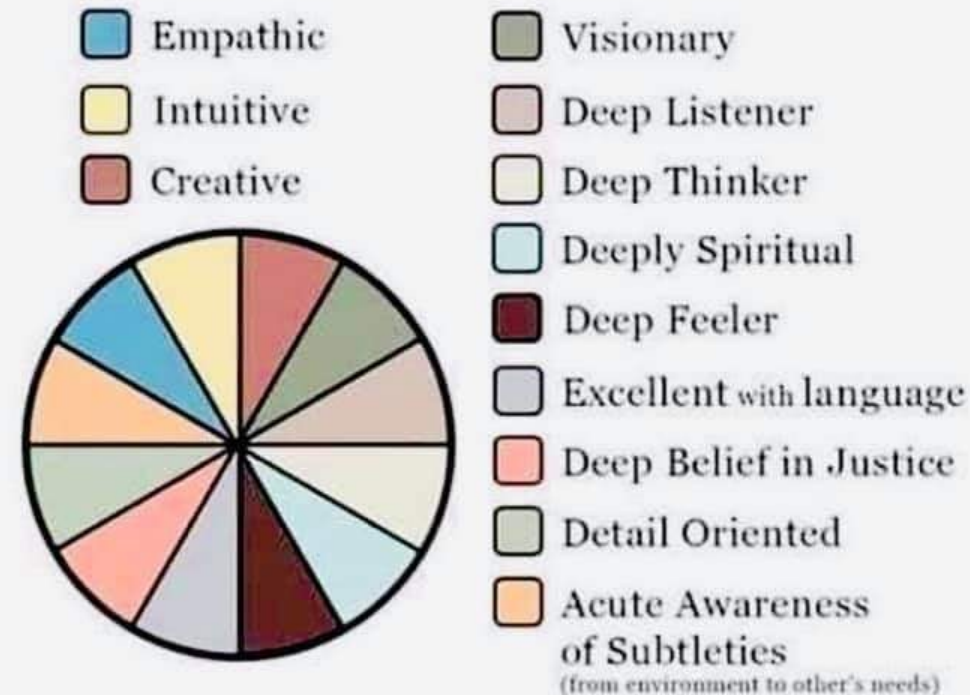 Empathic
Intuitive
Creative
Visionary
Deep Listener
Deep Thinker
Deeply Spiritual
Deep Feeler
Excellent with language
Deep Belief in Justice
Detail Oriented
Acute Awareness
of Subtleties
(from environment to other's needs)